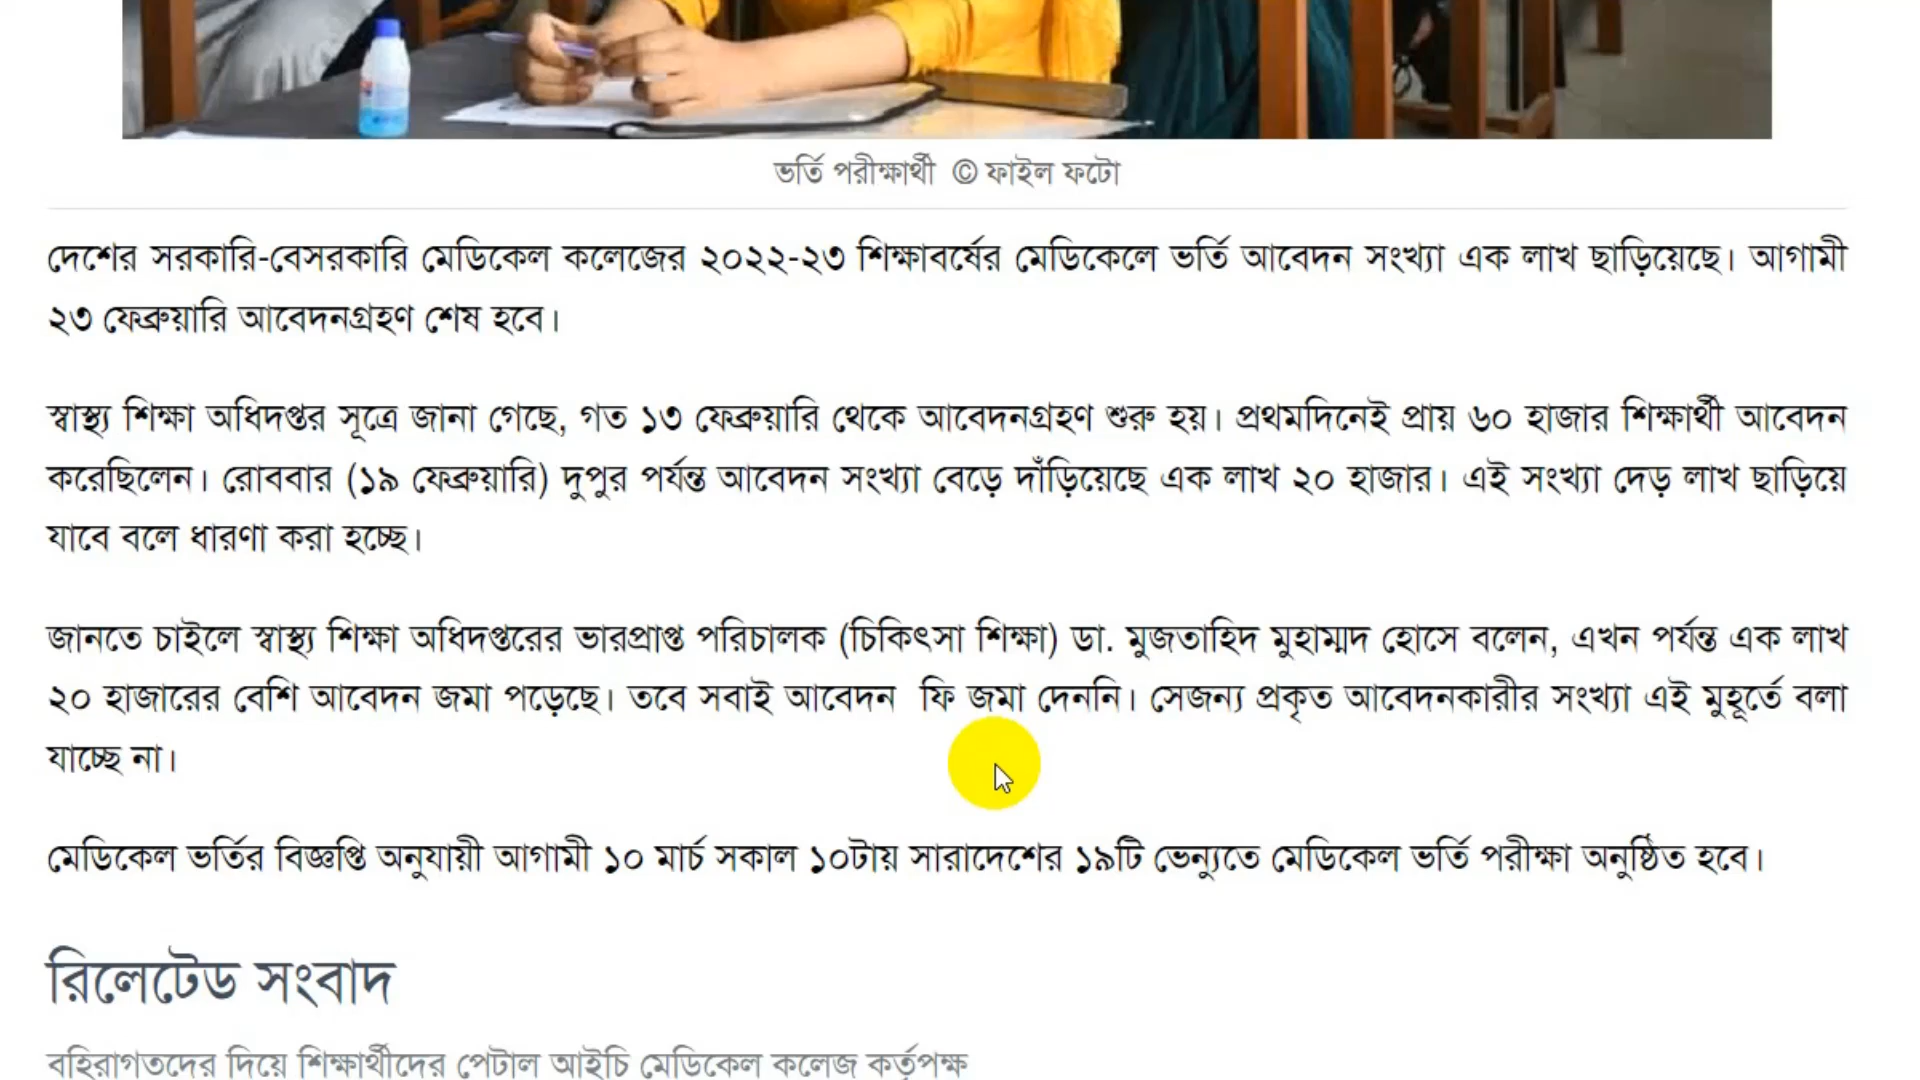 ভর্তি পরীক্ষার্থী © ফাইল ফটো
দেশের সরকারি-বেসরকারি মেডিকেল কলেজের ২০২২-২৩ শিক্ষাবর্ষের মেডিকেলে ভর্তি আবেদন সংখ্যা এক লাখ ছাড়িয়েছে। আগামী
২৩ ফেব্রুয়ারি আবেদনগ্রহণ শেষ হবে।
স্বাস্থ্য শিক্ষা অধিদপ্তর সূত্রে জানা গেছে, গত ১৩ ফেব্রুয়ারি থেকে আবেদনগ্রহণ শুরু হয়। প্রথমদিনেই প্রায় ৬০ হাজার শিক্ষার্থী আবেদন
করেছিলেন। রোববার (১৯ ফেব্রুয়ারি) দুপুর পর্যন্ত আবেদন সংখ্যা বেড়ে দাঁড়িয়েছে এক লাখ ২০ হাজার। এই সংখ্যা দেড় লাখ ছাড়িয়ে
যাবে বলে ধারণা করা হচ্ছে।
জানতে চাইলে স্বাস্থ্য শিক্ষা অধিদপ্তরের ভারপ্রাপ্ত পরিচালক (চিকিৎসা শিক্ষা) ডা. মুজতাহিদ মুহাম্মদ হোসে বলেন, এখন পর্যন্ত এক লাখ
২০ হাজারের বেশি আবেদন জমা পড়েছে। তবে সবাই আবেদন ফি জমা দেননি। সেজন্য প্রকৃত আবেদনকারীর সংখ্যা এই মুহূর্তে বলা
যাচ্ছে না।
মেডিকেল ভর্তির বিজ্ঞপ্তি অনুযায়ী আগামী ১০ মার্চ সকাল ১০টায় সারাদেশের ১৯টি ভেন্যুতে মেডিকেল ভর্তি পরীক্ষা অনুষ্ঠিত হবে।
রিলেটেড সংবাদ
বহিরাগতদের দিয়ে শিক্ষার্থীদের পেটাল আইচি মেডিকেল কলেজ কর্তৃপক্ষ